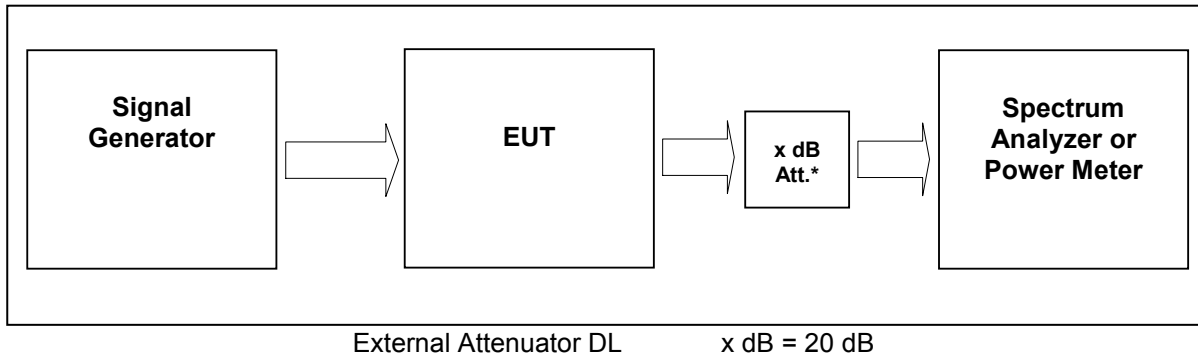 Signal
Generator
EUT
x dB
Att.*
Spectrum
Analyzer or
Power Meter
External Attenuator DL x dB = 20 dB